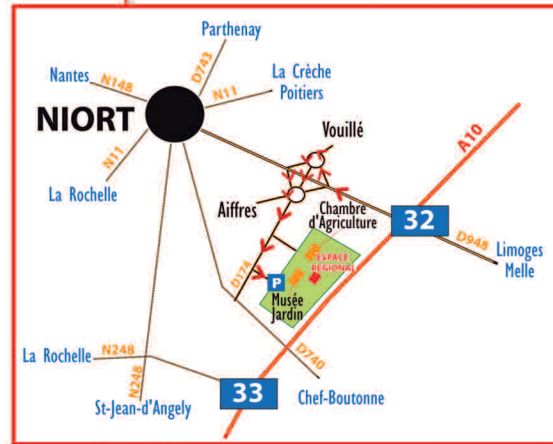 Parthenay
D743
Nantes
N148
N11
La Crèche
Poitiers
NIORT
A10
Vouillé
N11
La Rochelle
Aiffres
Chambre
d'Agriculture
32
D948
Limoges
Melle
ESPACE
RÉGIONAL
D174
P
Musée
Jardin
La Rochelle
N248
N248
D740
33
Chef-Boutonne
St-Jean-d'Angely